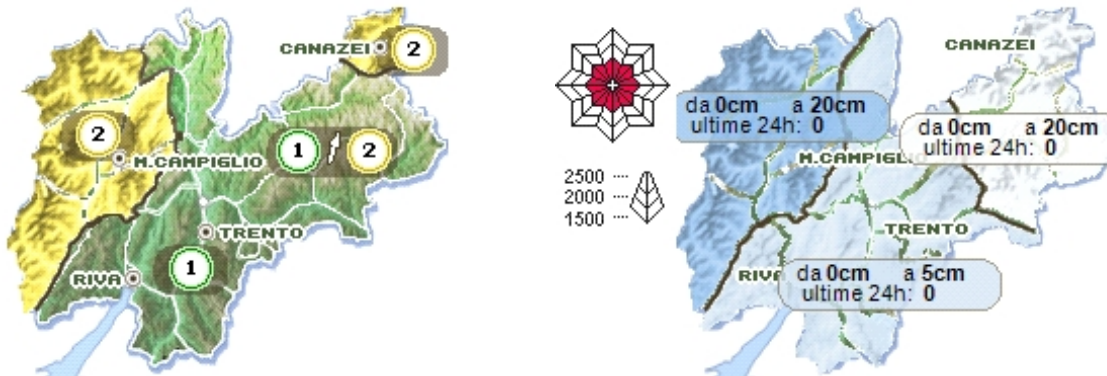 CANAZEI
2
2
M.CAMPIGLIO
1
2
TRENTO
1
RIVA
CANAZEI
da 0cm a 20cm
ultime 24h: 0
da 0cm a 20cm
ultime 24h: 0
M.CAMPIGLIO
2500
2000
1500
TRENTO
RIVA
da 0cm a 5cm
ultime 24h: 0